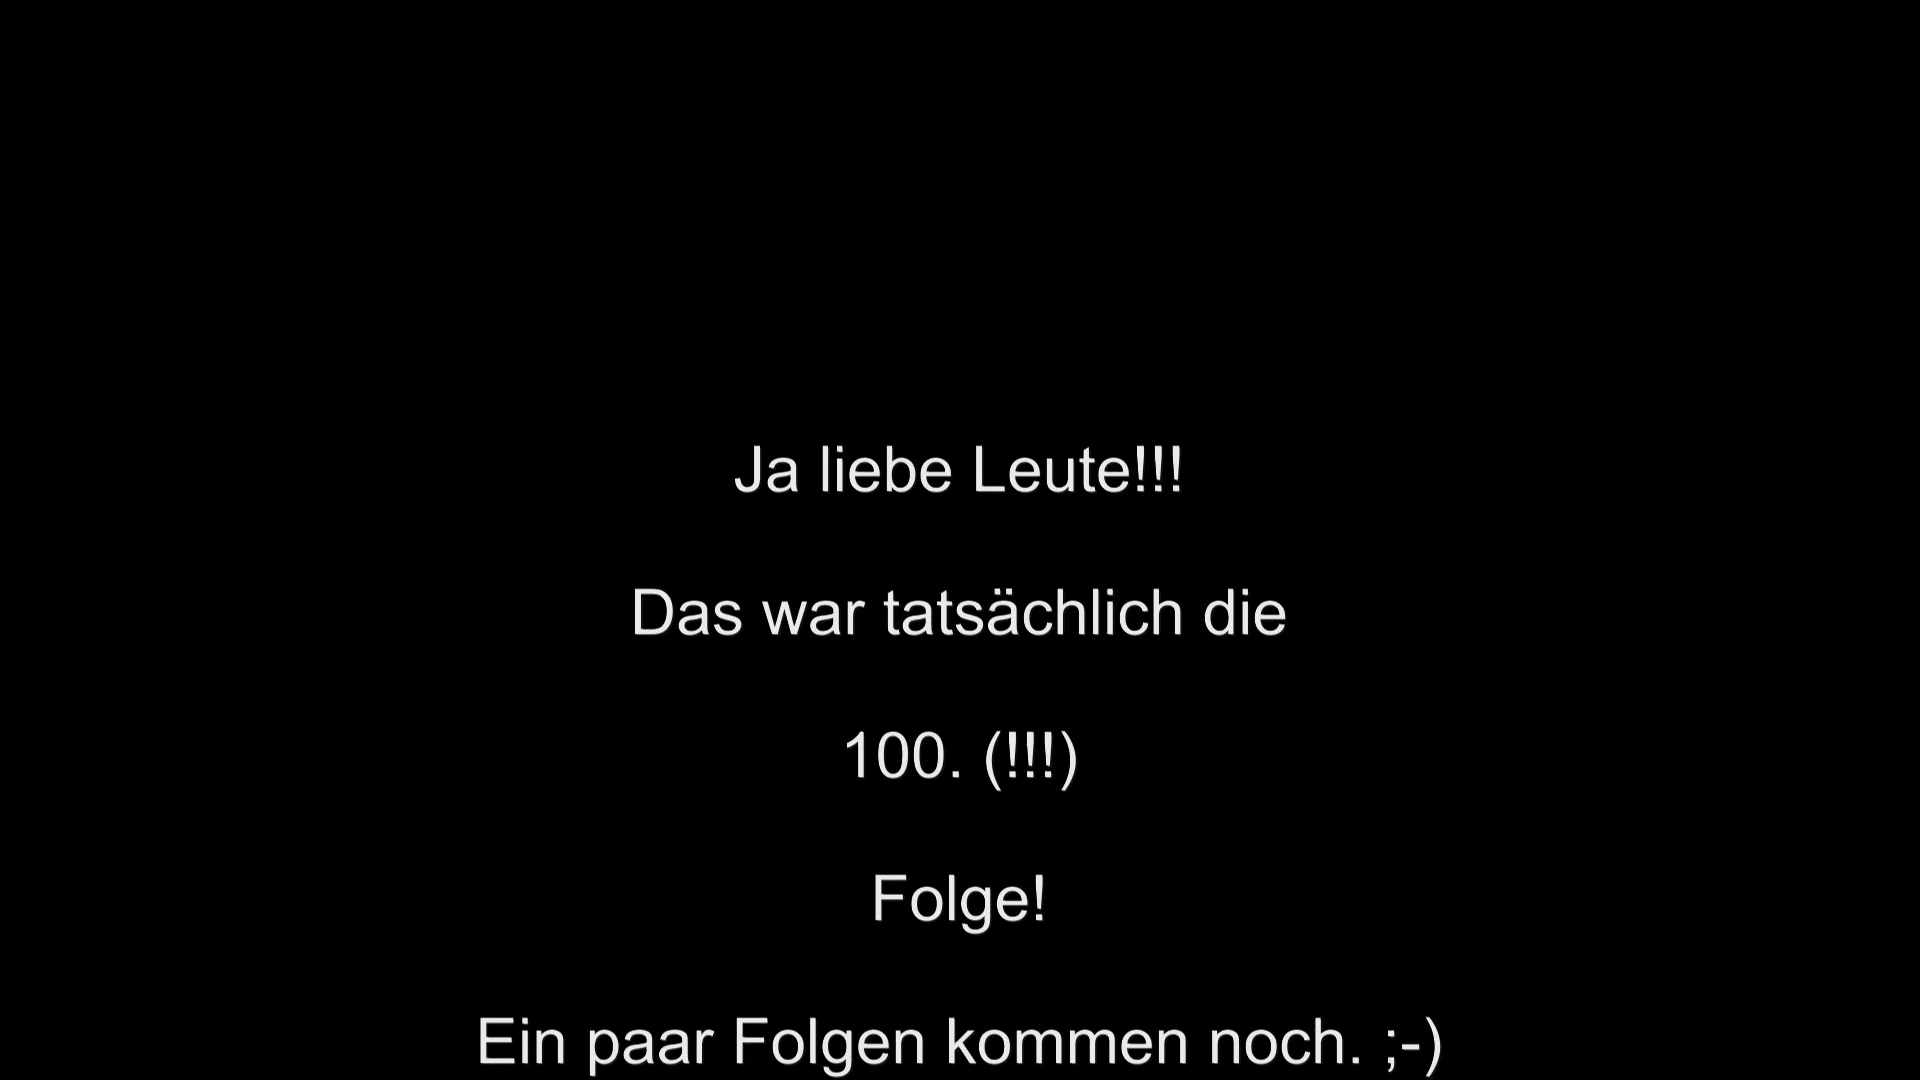 Ja liebe Leute!!!
Das war tatsächlich die
100. (!!!)
Folge!
Ein paar Folgen kommen noch. ;-)